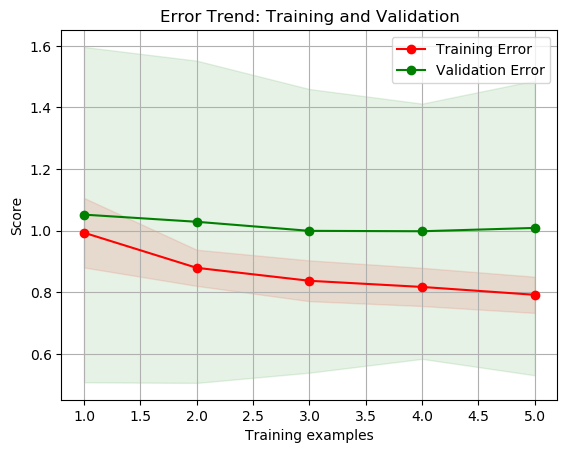 Error Trend: Training and Validation
Training Error
Validation Error
Score
1.6
1.4
1.2
1.0
0.8
0.6
1.0 1.5 2.0 2.5 3.0 3.5 4.0 4.5 5.0
Training examples